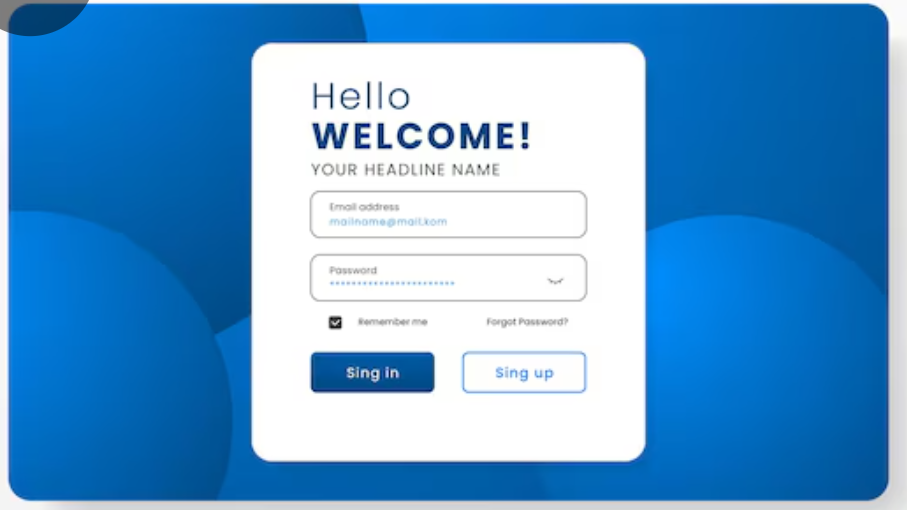 Hello
WELCOME!
YOUR HEADLINE NAME
Email address
mailname@mail.kom
Password
Remember me Forgot Password?
Sing in Sing up